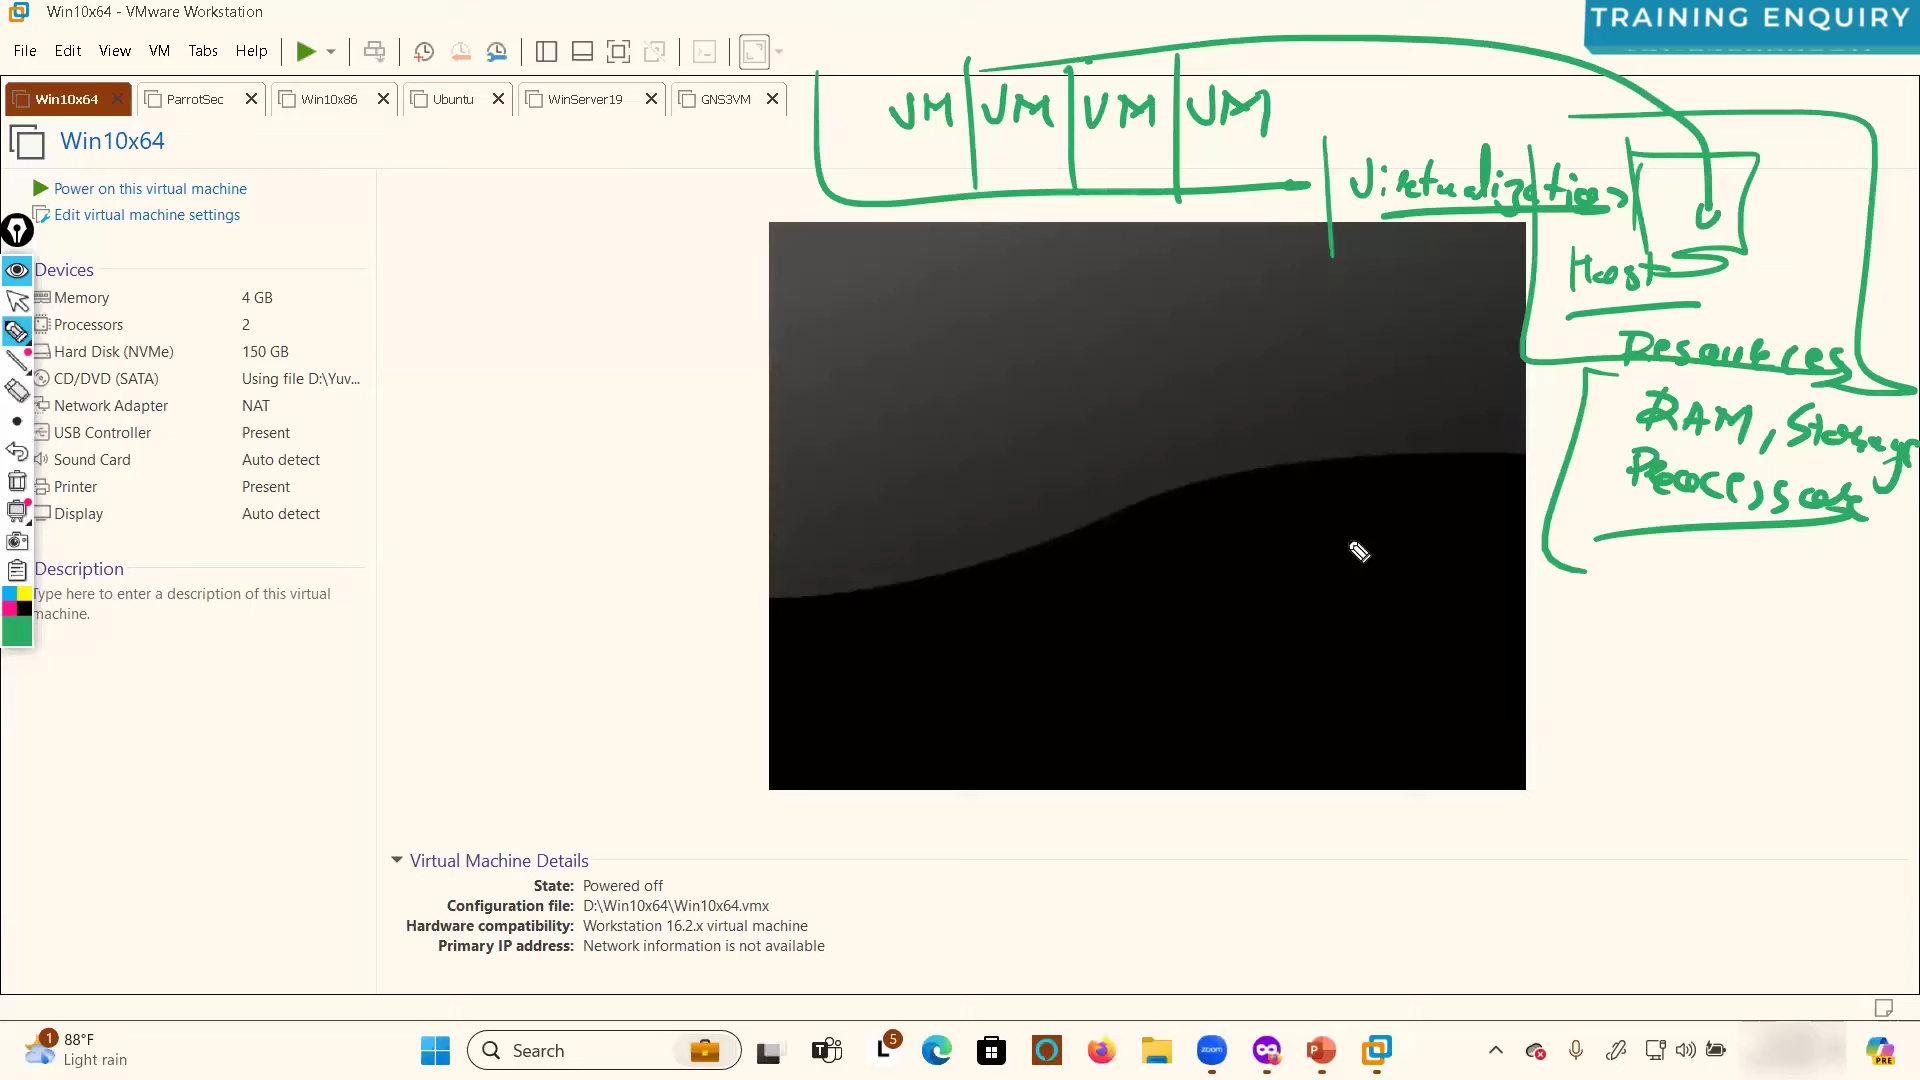 Win10x64 - VMware Workstation
TRAINING ENQUIRY
File Edit View VM Tabs Help
Win10x64 ParrotSec Win10x86 Ubuntu WinServer19 GNS3VM
VM VM VM VM
Win10x64
Virtualization
Power on this virtual machine
Edit virtual machine settings
Host
Devices
Memory 4 GB
Processors 2
Hard Disk (NVMe) 150 GB
CD/DVD (SATA) Using file D:\Yuv...
Network Adapter NAT
USB Controller Present
Sound Card Auto detect
Printer Present
Display Auto detect
Resources
RAM, Storage
Processor
Description
Type here to enter a description of this virtual
machine.
Virtual Machine Details
State: Powered off
Configuration file: D:\Win10x64\Win10x64.vmx
Hardware compatibility: Workstation 16.2.x virtual machine
Primary IP address: Network information is not available
1 88°F
Light rain
Search
5
zoom
PRE